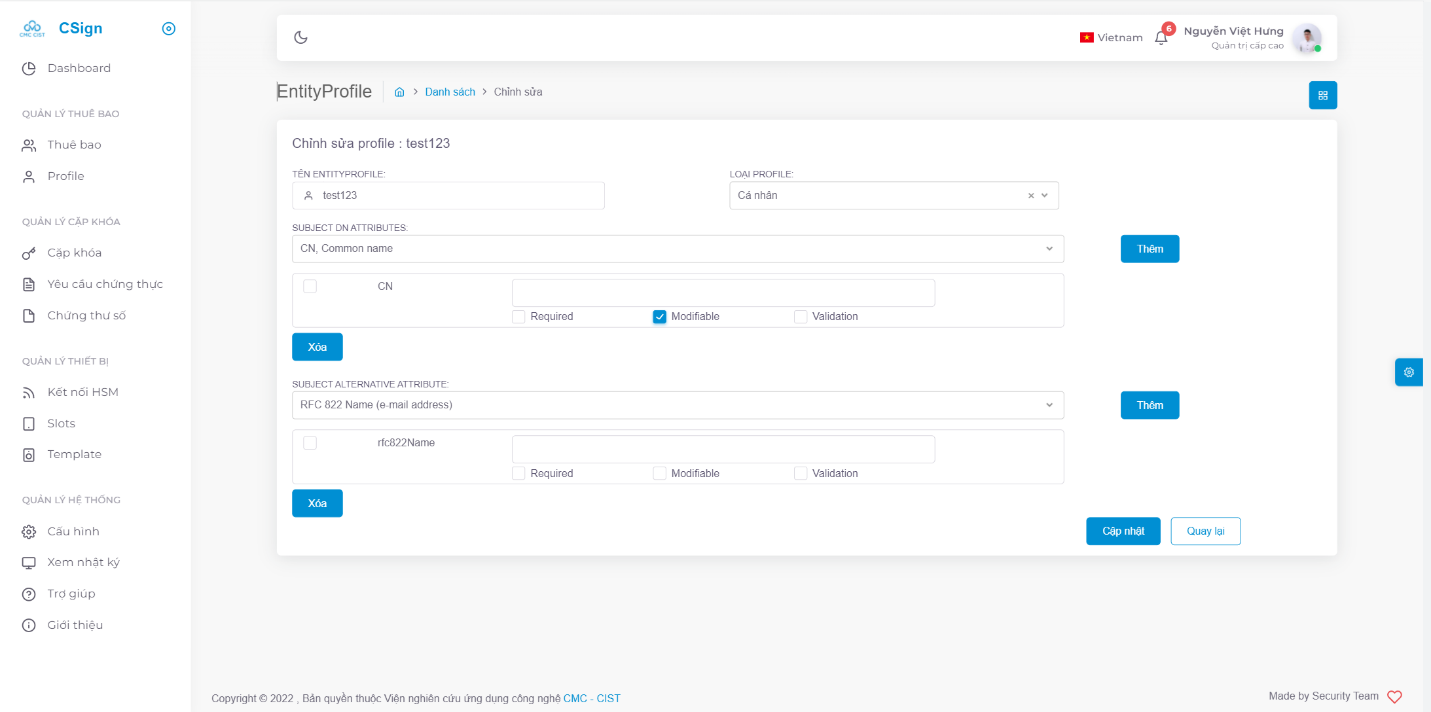 CMC CIST
CSign
Vietnam
6
Nguyễn Việt Hưng
Quản trị cấp cao
Dashboard
QUẢN LÝ THUÊ BAO
Thuê bao
Profile
QUẢN LÝ CẶP KHÓA
Cặp khóa
Yêu cầu chứng thực
Chứng thư số
QUẢN LÝ THIẾT BỊ
Kết nối HSM
Slots
Template
QUẢN LÝ HỆ THỐNG
Cấu hình
Xem nhật ký
Trợ giúp
Giới thiệu
EntityProfile
Danh sách
Chỉnh sửa
Chỉnh sửa profile : test123
TÊN ENTITYPROFILE:
LOẠI PROFILE:
test123
Cá nhân
SUBJECT DN ATTRIBUTES:
CN, Common name
Thêm
CN
Required
Modifiable
Validation
Xóa
SUBJECT ALTERNATIVE ATTRIBUTE:
RFC 822 Name (e-mail address)
Thêm
rfc822Name
Required
Modifiable
Validation
Xóa
Cập nhật
Quay lại
Copyright © 2022 , Bản quyền thuộc Viện nghiên cứu ứng dụng công nghệ CMC - CIST
Made by Security Team